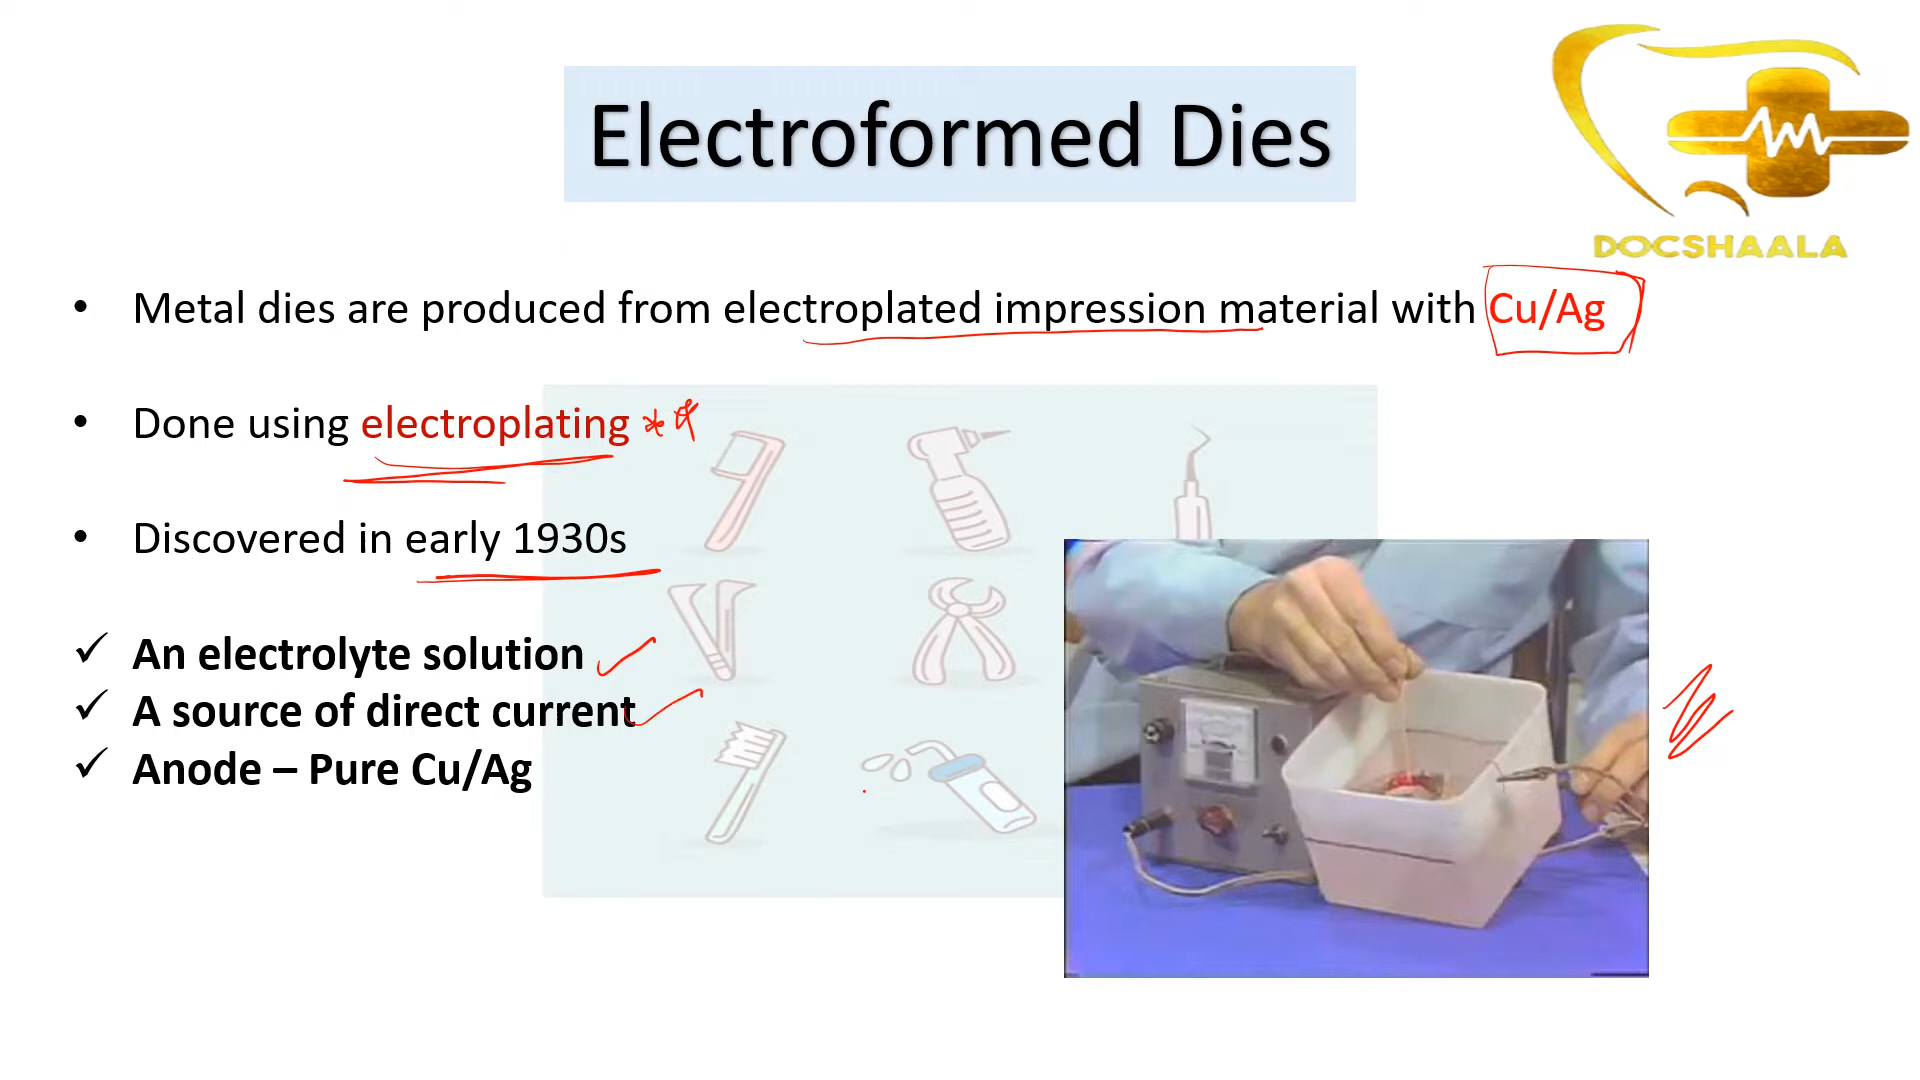 Electroformed Dies
DOCSHAALA
• Metal dies are produced from electroplated impression material with Cu/Ag
• Done using electroplating **
• Discovered in early 1930s
✓ An electrolyte solution
✓ A source of direct current
✓ Anode – Pure Cu/Ag